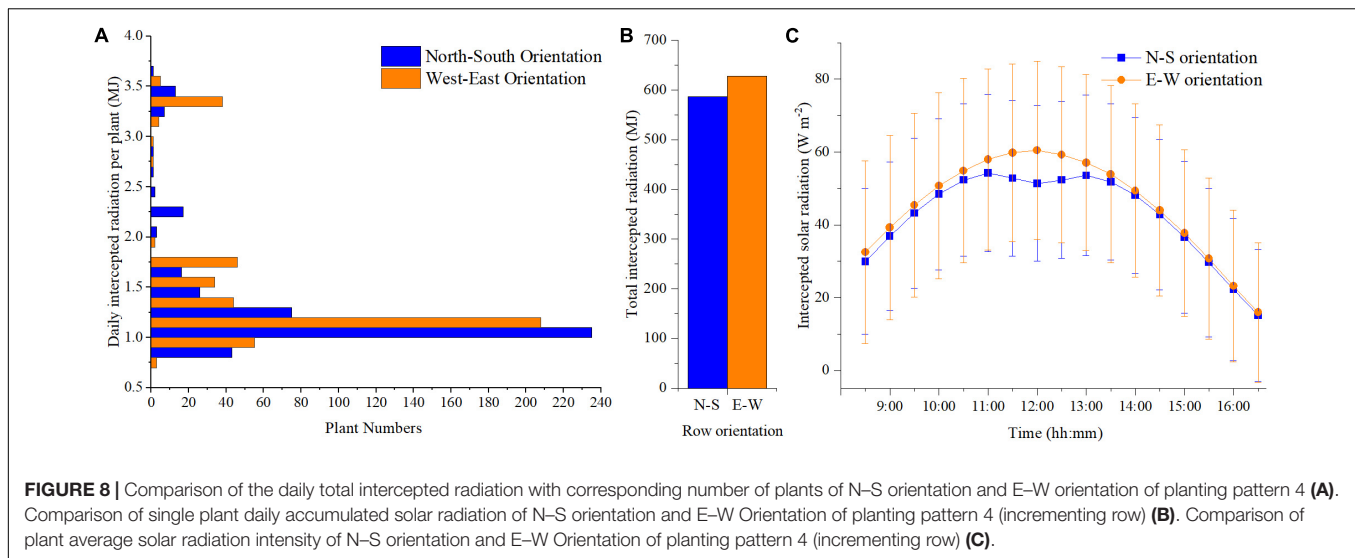 A
Daily intercepted radiation per plant (MJ)
4.0
3.5
3.0
2.5
2.0
1.5
1.0
0.5
0 20 40 60 80 100 120 140 160 180 200 220 240
Plant Numbers
North-South Orientation
West-East Orientation
B
Total intercepted radiation (MJ)
700
600
500
400
300
200
100
0
N-S E-W
Row orientation
C
Intercepted solar radiation (W m-2)
80
60
40
20
0
N-S orientation
E-W orientation
9:00 10:00 11:00 12:00 13:00 14:00 15:00 16:00
Time (hh:mm)
FIGURE 8 | Comparison of the daily total intercepted radiation with corresponding number of plants of N–S orientation and E–W orientation of planting pattern 4 (A).
Comparison of single plant daily accumulated solar radiation of N–S orientation and E–W Orientation of planting pattern 4 (incrementing row) (B). Comparison of
plant average solar radiation intensity of N–S orientation and E–W Orientation of planting pattern 4 (incrementing row) (C).